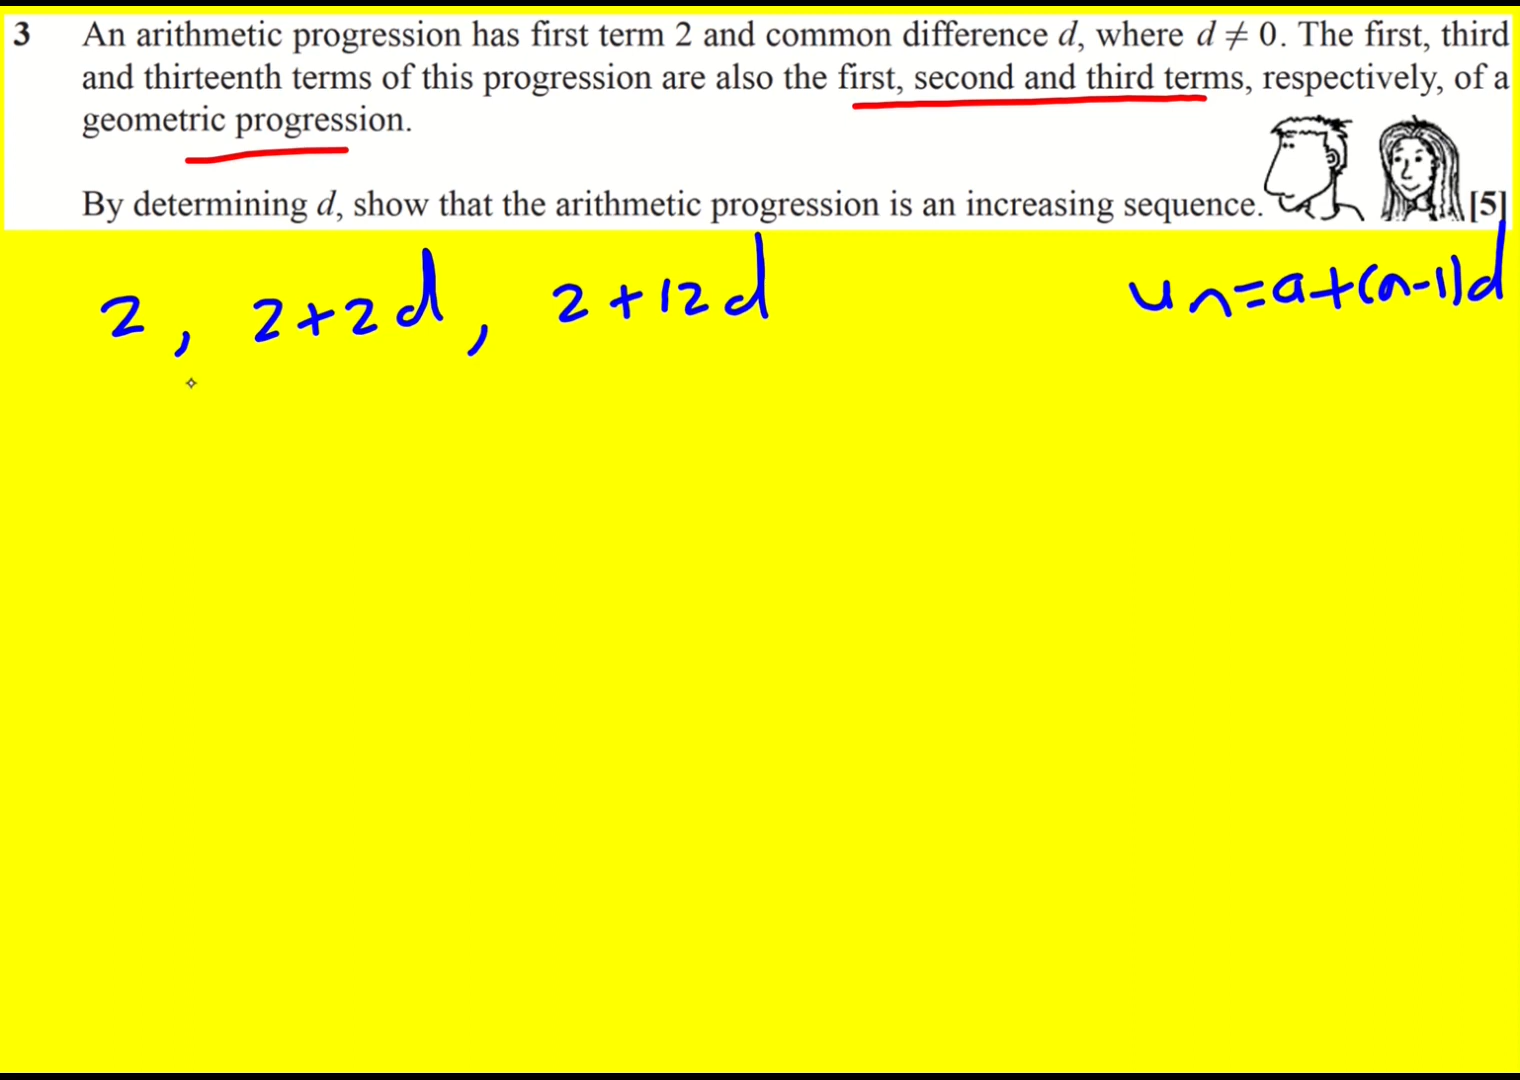 3 An arithmetic progression has first term 2 and common difference d, where d ≠ 0. The first, third
and thirteenth terms of this progression are also the first, second and third terms, respectively, of a
geometric progression.
By determining d, show that the arithmetic progression is an increasing sequence. [5]
2, 2+2d, 2+12d
un=a+(n-1)d